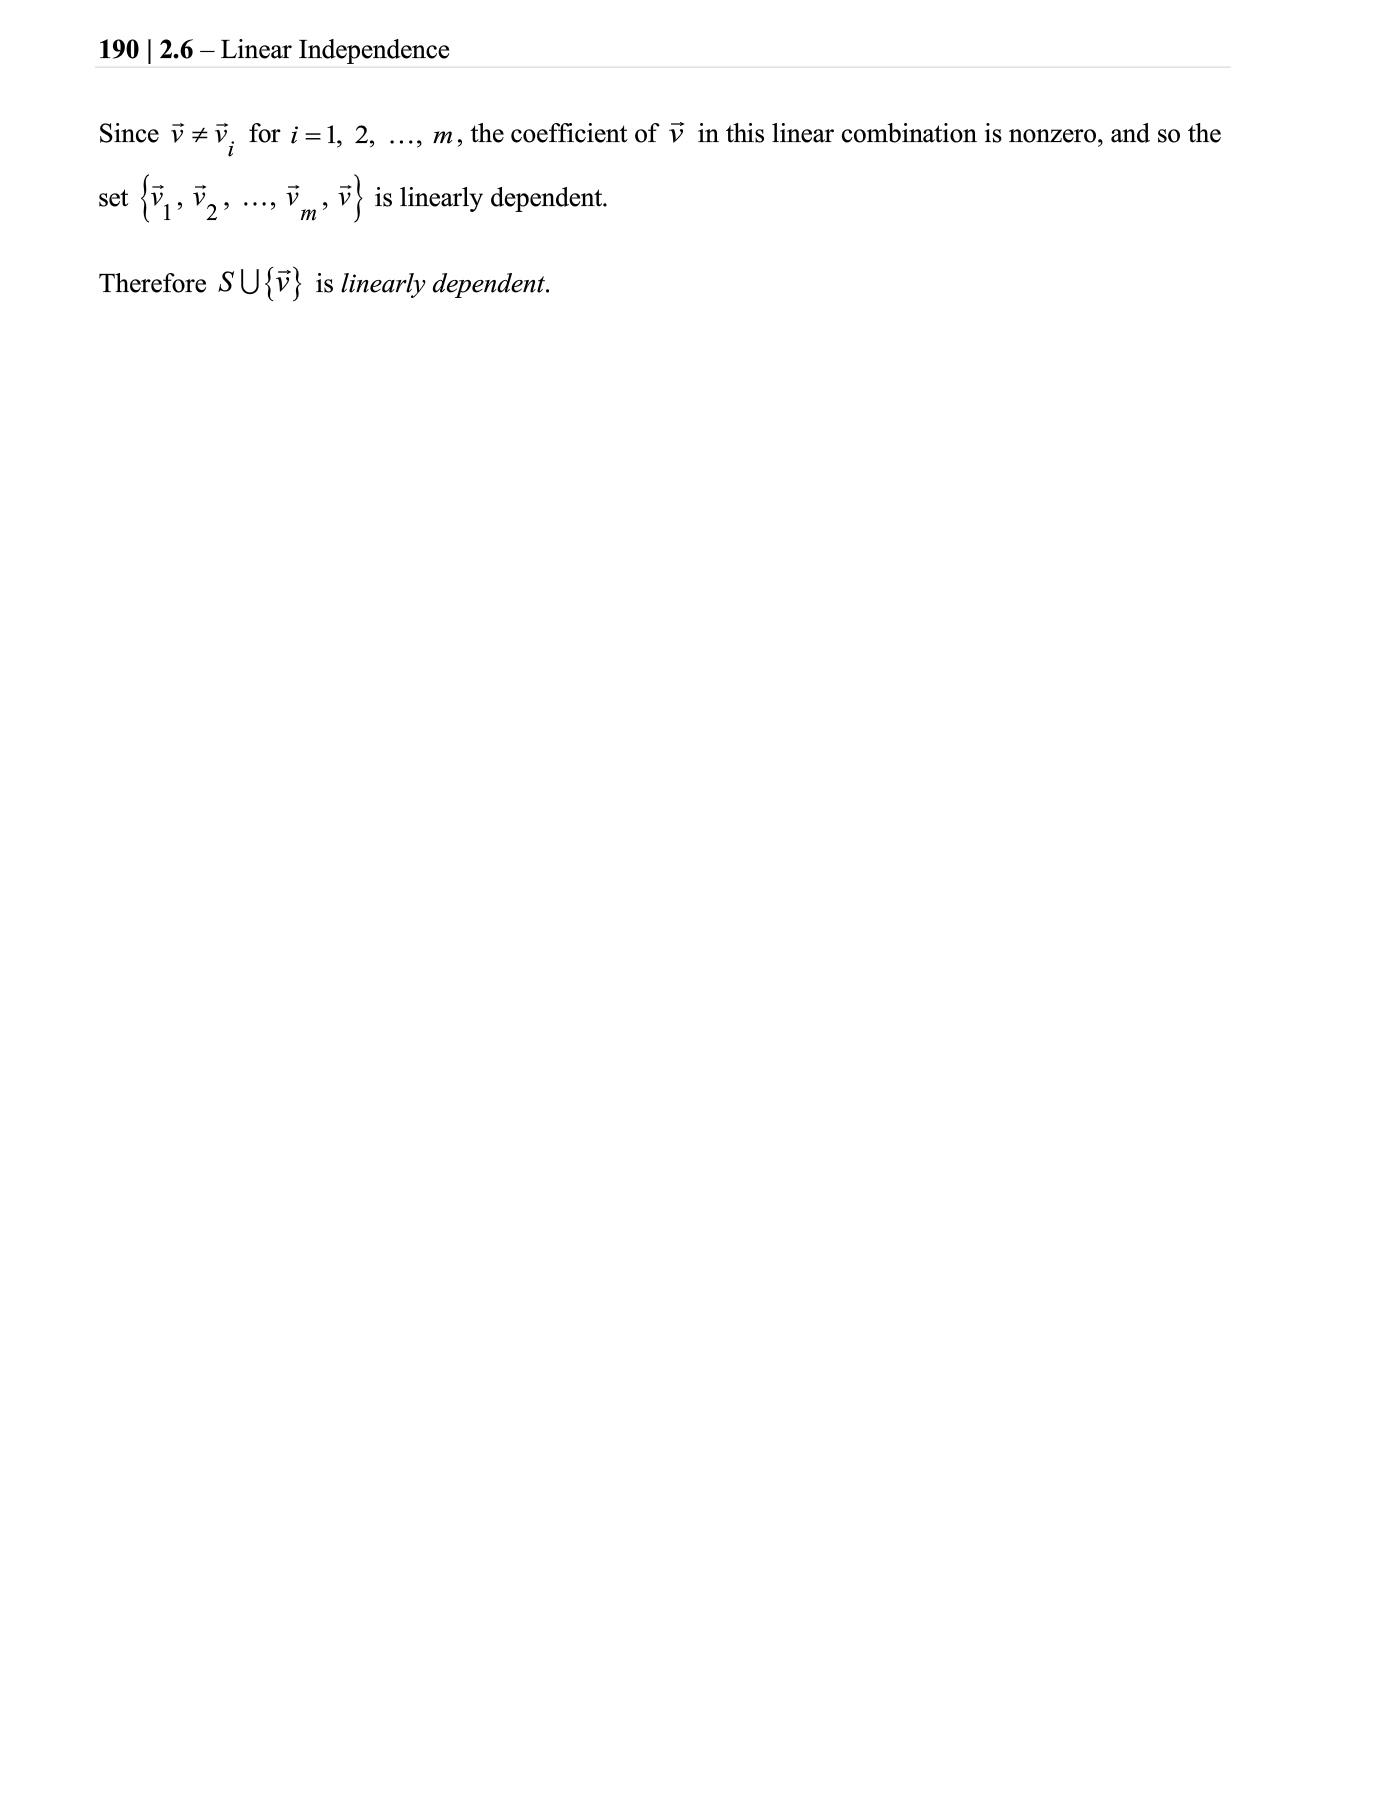 190 | 2.6 – Linear Independence
Since $\vec{v} \neq \vec{v}_i$ for $i = 1, 2, \ldots, m$, the coefficient of $\vec{v}$ in this linear combination is nonzero, and so the
set $\{\vec{v}_1, \vec{v}_2, \ldots, \vec{v}_m, \vec{v}\}$ is linearly dependent.
Therefore $S \bigcup \{\vec{v}\}$ is linearly dependent.